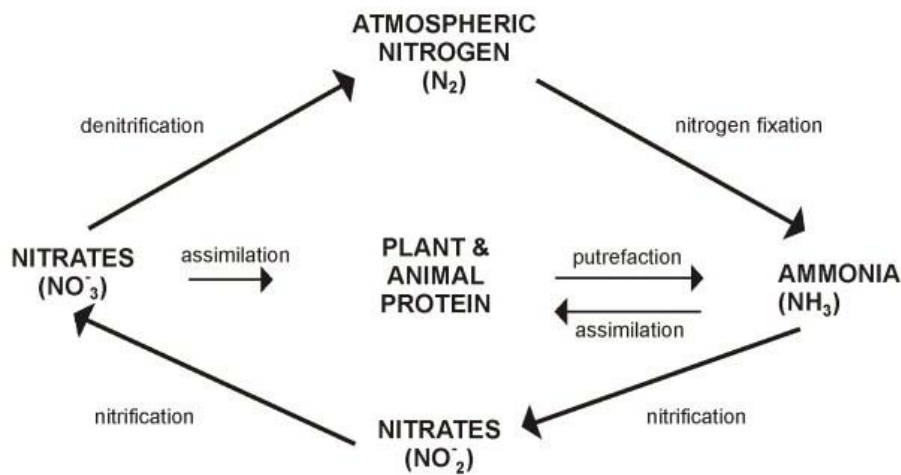 ATMOSPHERIC
NITROGEN
(N₂)
denitrification
nitrogen fixation
NITRATES
(NO⁻₃)
assimilation
PLANT &
ANIMAL
PROTEIN
putrefaction
assimilation
AMMONIA
(NH₃)
nitrification
NITRATES
(NO⁻₂)
nitrification